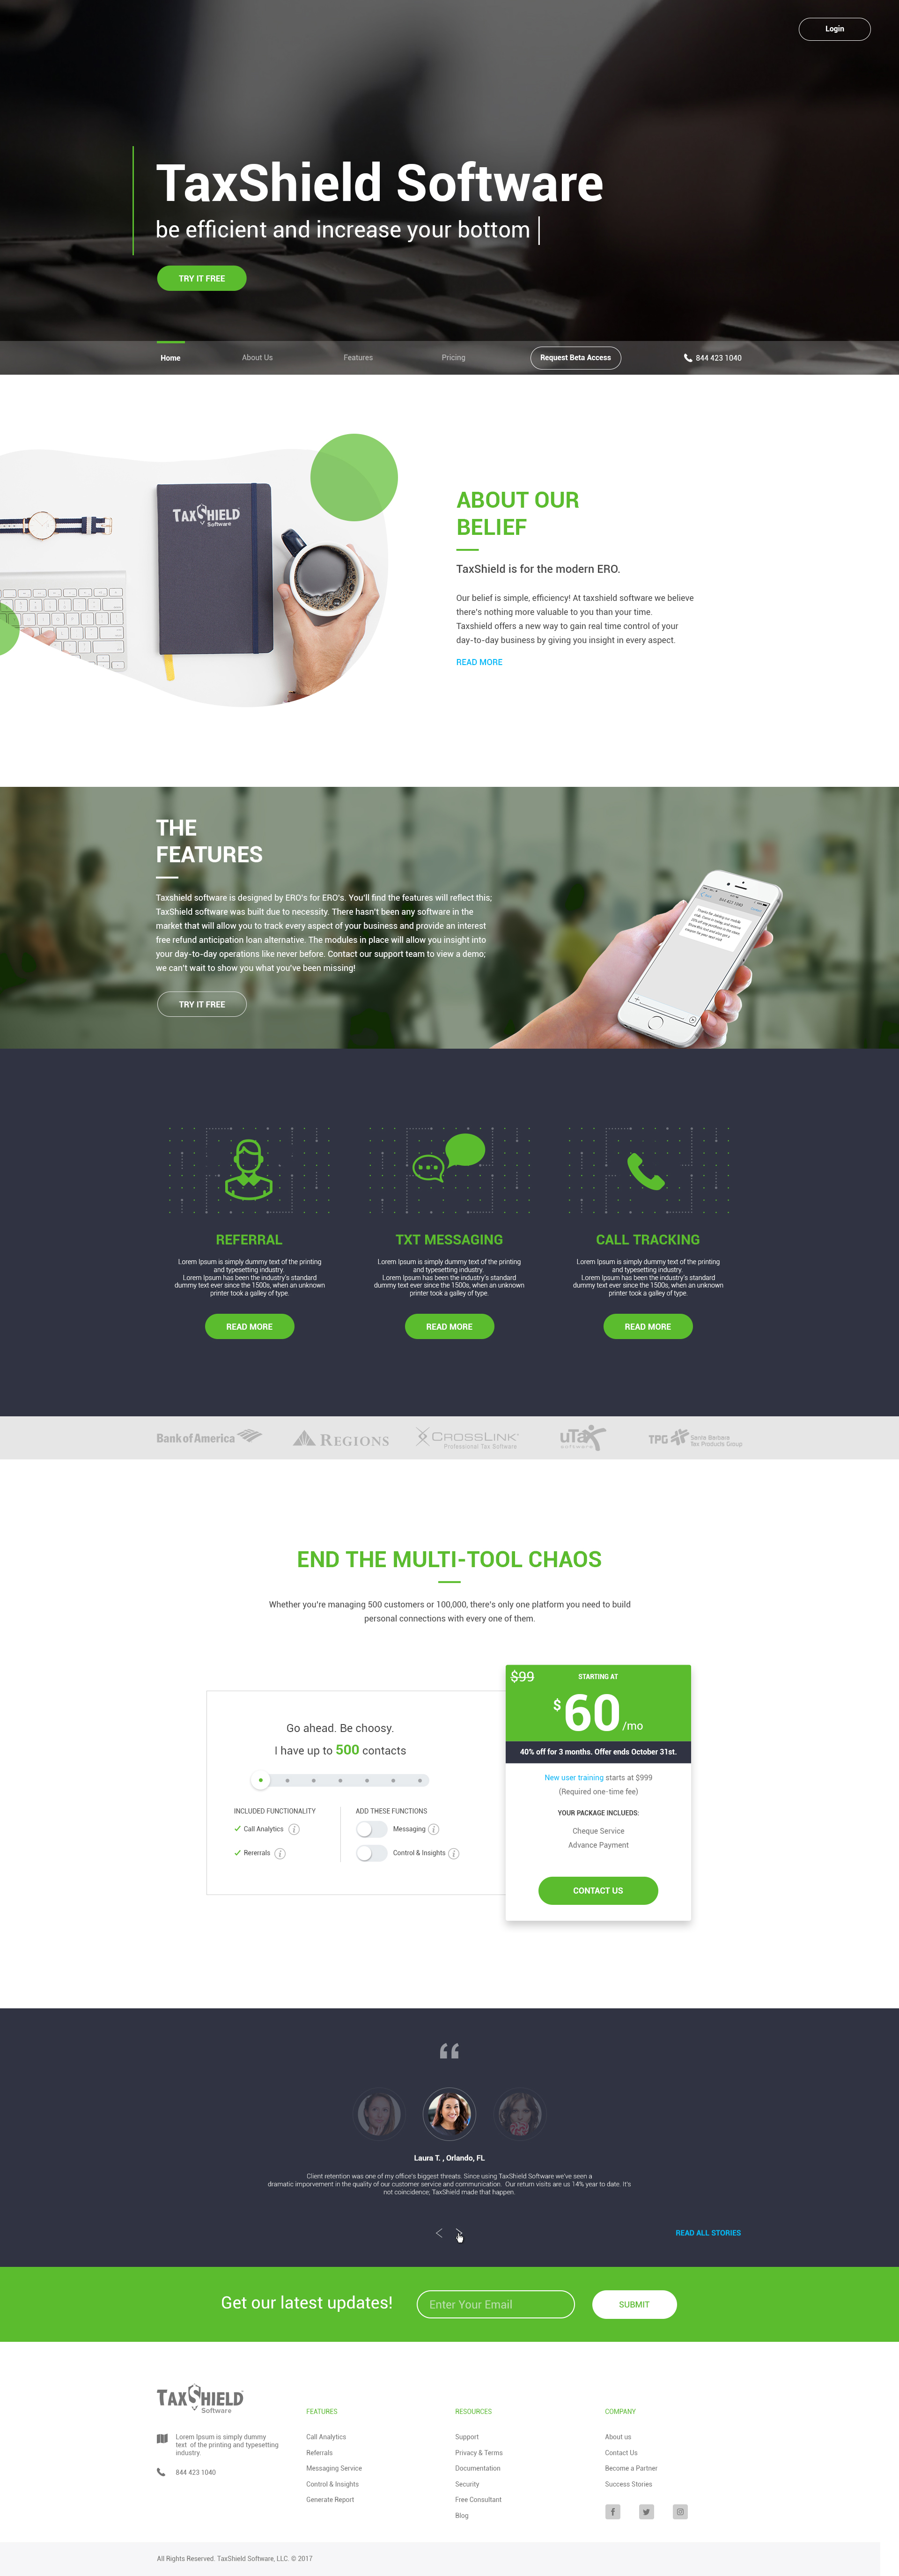 Login
TaxShield Software
be efficient and increase your bottom
TRY IT FREE
Home
About Us
Features
Pricing
Request Beta Access
844 423 1040
TAXSHIELD
Software
ABOUT OUR
BELIEF
TaxShield is for the modern ERO.
Our belief is simple, efficiency! At taxshield software we believe
there's nothing more valuable to you than your time.
Taxshield offers a new way to gain real time control of your
day-to-day business by giving you insight in every aspect.
READ MORE
THE
FEATURES
Taxshield software is designed by ERO's for ERO's. You'll find the features will reflect this;
TaxShield software was built due to necessity. There hasn't been any software in the
market that will allow you to track every aspect of your business and provide an interest
free refund anticipation loan alternative. The modules in place will allow you insight into
your day-to-day operations like never before. Contact our support team to view a demo;
we can't wait to show you what you've been missing!
TRY IT FREE
844 423 1040
REFERRAL
Lorem Ipsum is simply dummy text of the printing
and typesetting industry.
Lorem Ipsum has been the industry's standard
dummy text ever since the 1500s, when an unknown
printer took a galley of type.
READ MORE
TXT MESSAGING
Lorem Ipsum is simply dummy text of the printing
and typesetting industry.
Lorem Ipsum has been the industry's standard
dummy text ever since the 1500s, when an unknown
printer took a galley of type.
READ MORE
CALL TRACKING
Lorem Ipsum is simply dummy text of the printing
and typesetting industry.
Lorem Ipsum has been the industry's standard
dummy text ever since the 1500s, when an unknown
printer took a galley of type.
READ MORE
Bank of America
REGIONS
CROSSLINK
Professional Tax Software
uTax
software
TPG
Santa Barbara
Tax Products Group
END THE MULTI-TOOL CHAOS
Whether you're managing 500 customers or 100,000, there's only one platform you need to build
personal connections with every one of them.
Go ahead. Be choosy.
I have up to 500 contacts
INCLUDED FUNCTIONALITY
Call Analytics
Rererrals
ADD THESE FUNCTIONS
Messaging
Control & Insights
$99
STARTING AT
$60/mo
40% off for 3 months. Offer ends October 31st.
New user training starts at $999
(Required one-time fee)
YOUR PACKAGE INCLUEDS:
Cheque Service
Advance Payment
CONTACT US
“
Laura T. , Orlando, FL
Client retention was one of my office's biggest threats. Since using TaxShield Software we've seen a
dramatic imporvement in the quality of our customer service and communication. Our return visits are us 14% year to date. It's
not coincidence; TaxShield made that happen.
READ ALL STORIES
Get our latest updates!
Enter Your Email
SUBMIT
TAXSHIELD
Software
Lorem Ipsum is simply dummy
text of the printing and typesetting
industry.
844 423 1040
FEATURES
Call Analytics
Referrals
Messaging Service
Control & Insights
Generate Report
RESOURCES
Support
Privacy & Terms
Documentation
Security
Free Consultant
Blog
COMPANY
About us
Contact Us
Become a Partner
Success Stories
All Rights Reserved. TaxShield Software, LLC. © 2017